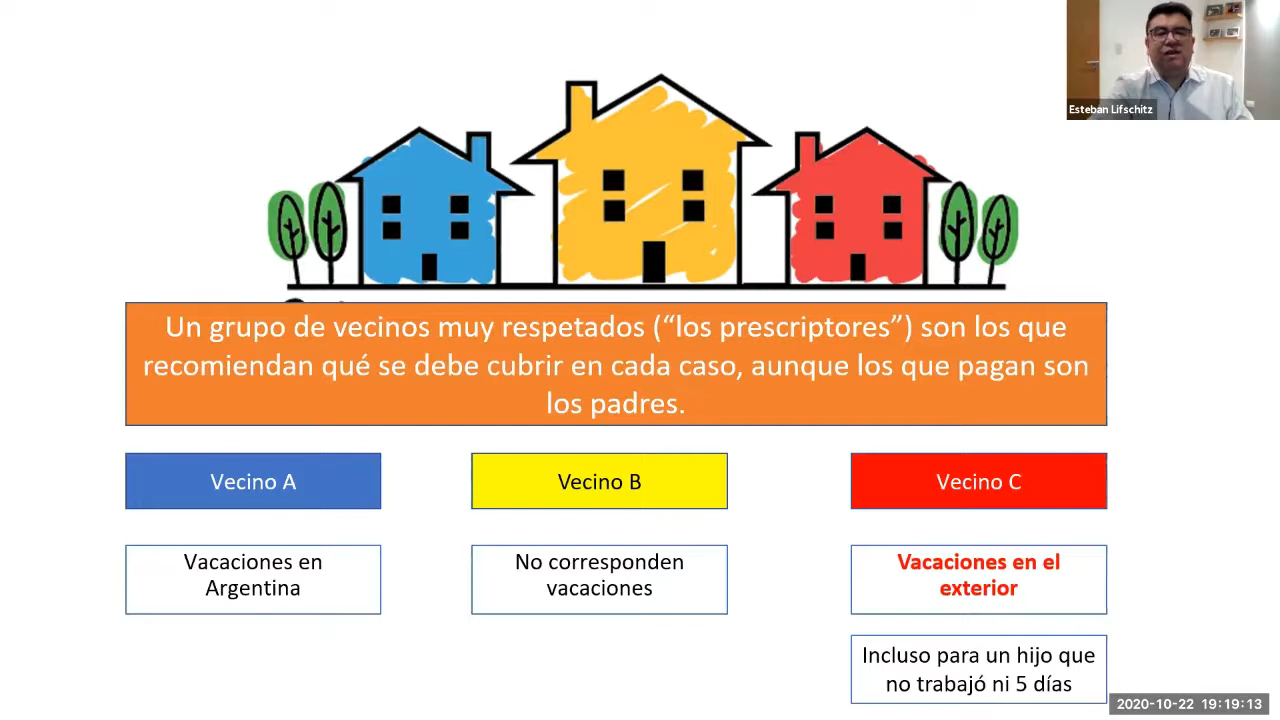 Esteban Lifschitz
Un grupo de vecinos muy respetados (“los prescriptores”) son los que
recomiendan qué se debe cubrir en cada caso, aunque los que pagan son
los padres.
Vecino A
Vecino B
Vecino C
Vacaciones en
Argentina
No corresponden
vacaciones
Vacaciones en el
exterior
Incluso para un hijo que
no trabajó ni 5 días
2020-10-22 19:19:13